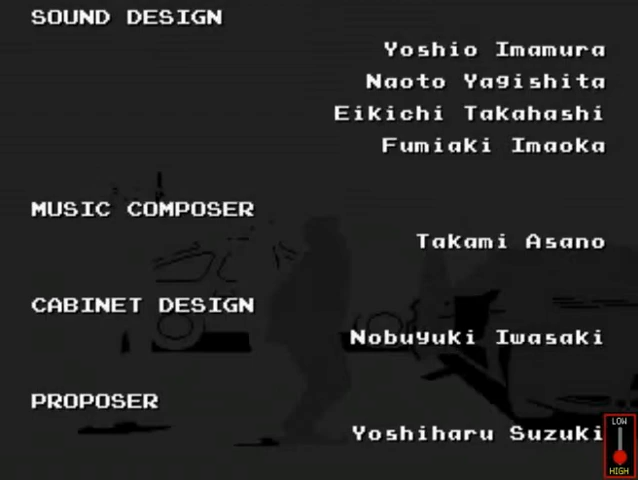 SOUND DESIGN
Yoshio Imamura
Naoto Yagishita
Eikichi Takahashi
Fumiaki Imaoka
MUSIC COMPOSER
Takami Asano
CABINET DESIGN
Nobuyuki Iwasaki
PROPOSER
Yoshiharu Suzuki
LOW
HIGH